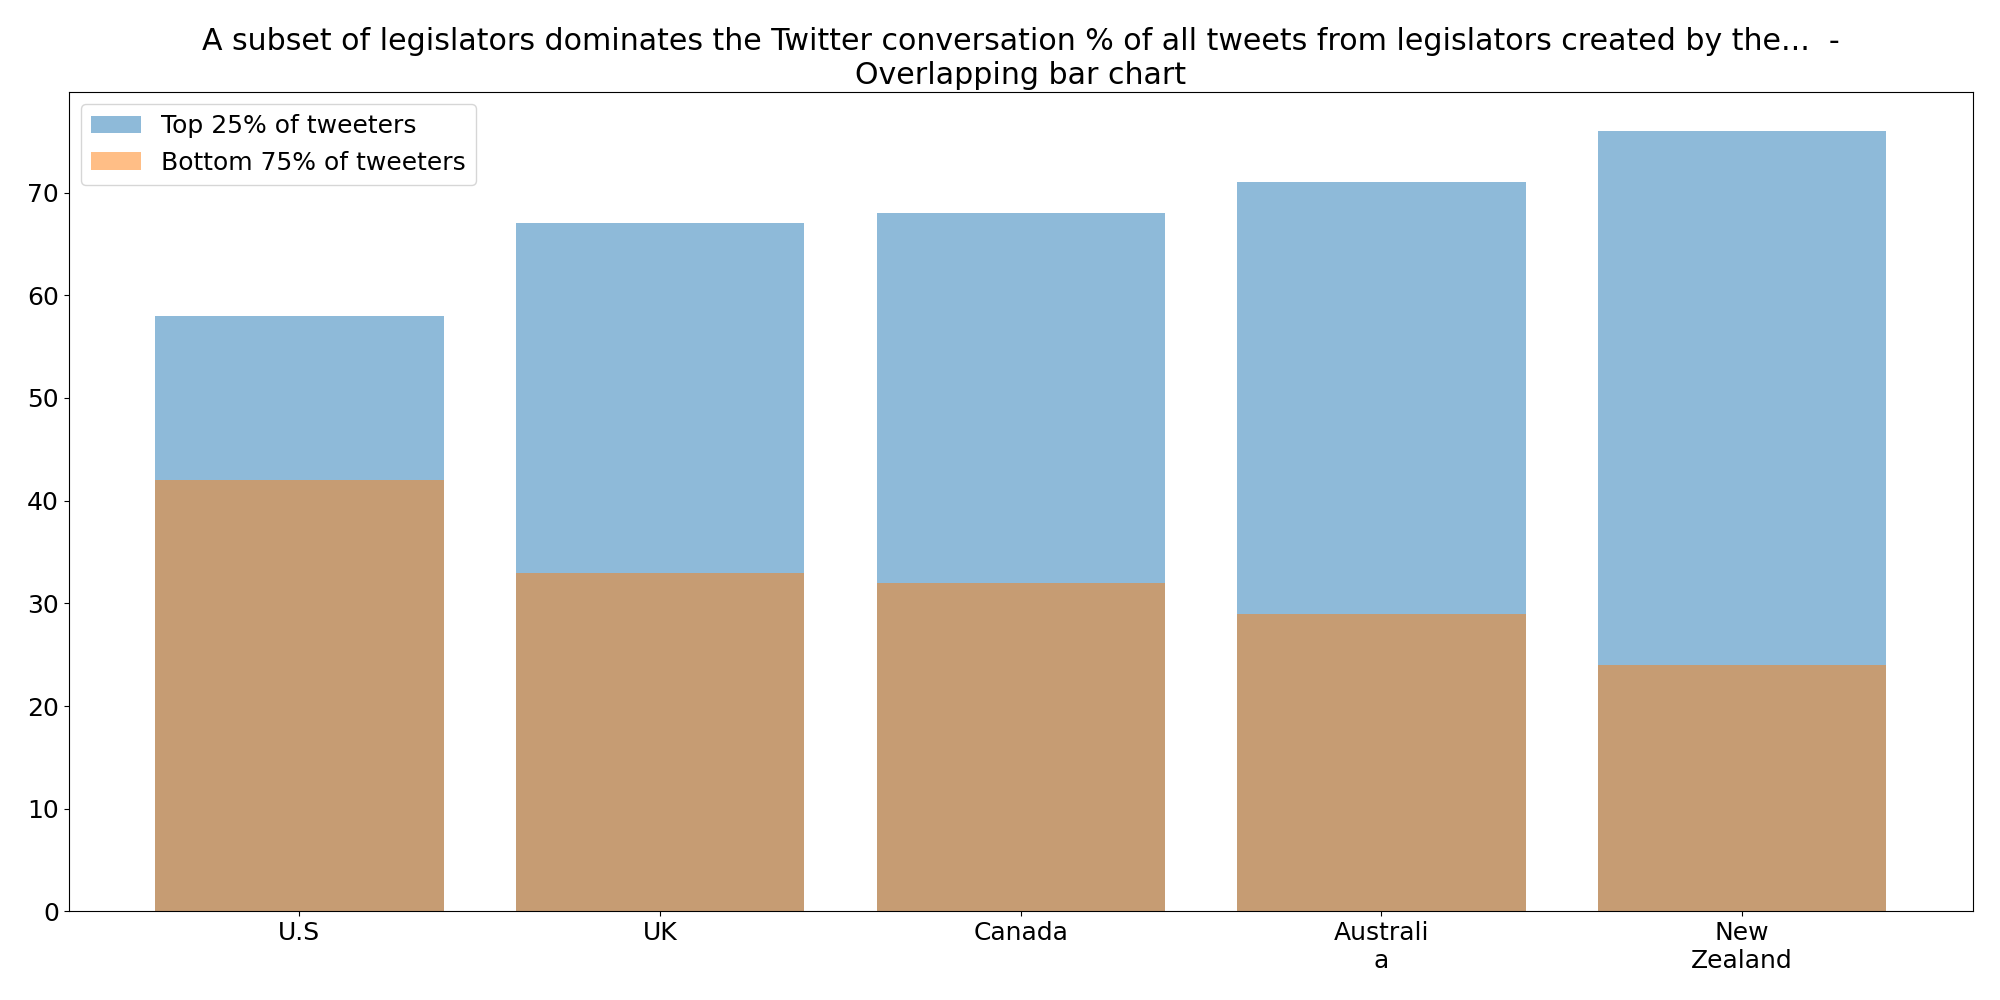 A subset of legislators dominates the Twitter conversation % of all tweets from legislators created by the...  -
Overlapping bar chart
Top 25% of tweeters
Bottom 75% of tweeters
70
60
50
40
30
20
10
0
U.S
UK
Canada
Australi
a
New
Zealand